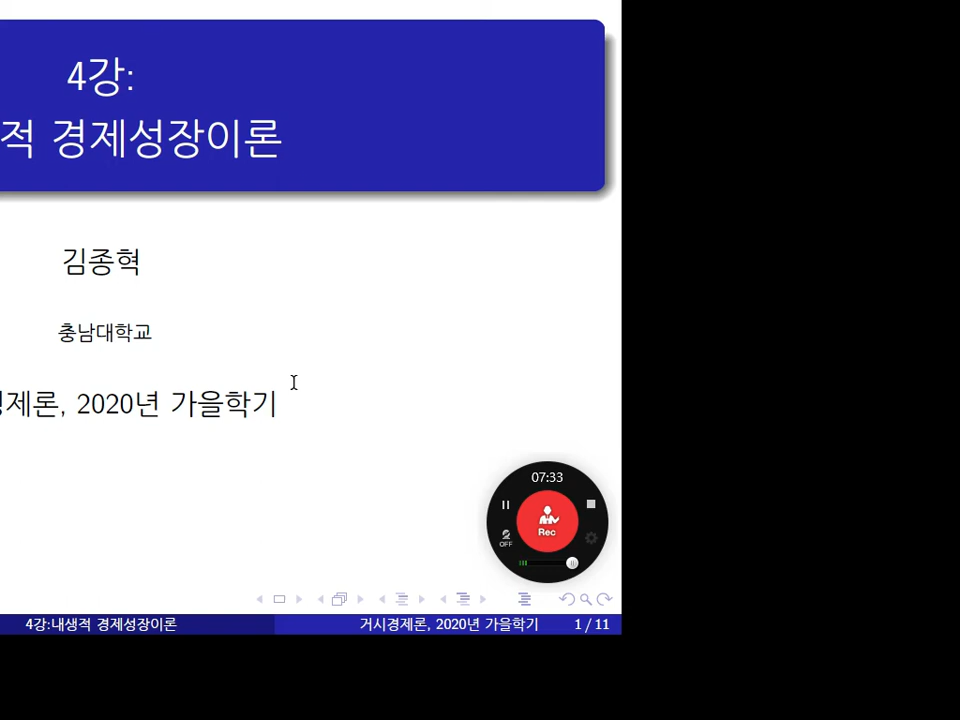 4강:
적 경제성장이론
김종혁
충남대학교
경제론, 2020년 가을학기
07:33
Rec
OFF
4강:내생적 경제성장이론
거시경제론, 2020년 가을학기
1 / 11